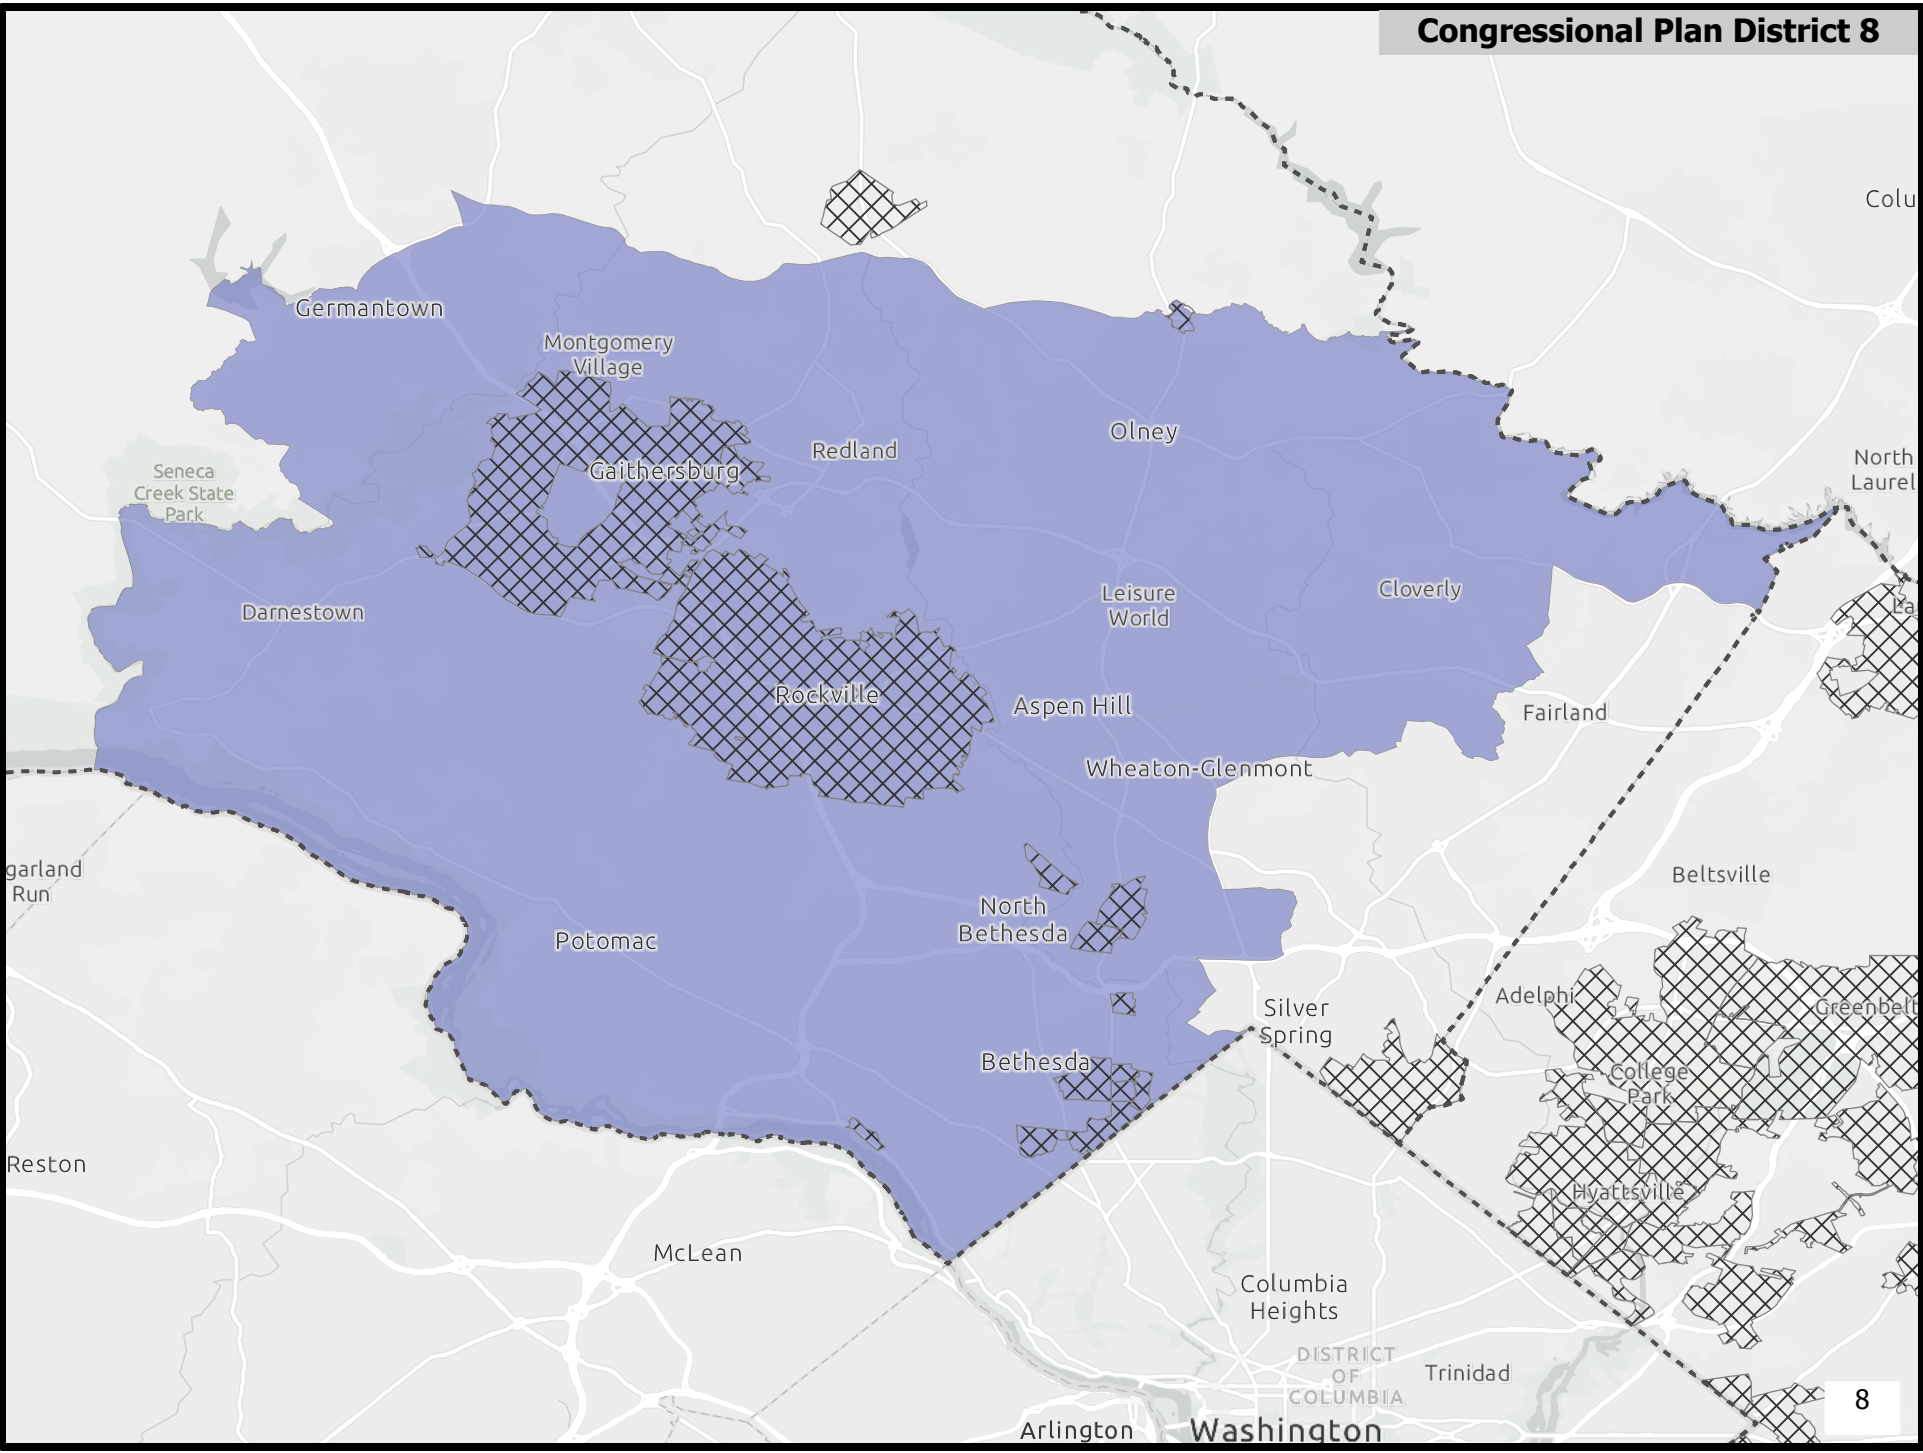 Congressional Plan District 8
Colu
Germantown
Montgomery
Village
Olney
Redland
Gaithersburg
North
Laurel
Seneca
Creek State
Park
Leisure
World
Cloverly
La
Darnestown
Rockville
Aspen Hill
Fairland
Wheaton-Glenmont
garland
Run
Beltsville
North
Bethesda
Potomac
Adelphi
Greenbelt
Silver
Spring
Bethesda
College
Park
Reston
Hyattsville
McLean
Columbia
Heights
DISTRICT
OF
COLUMBIA
Trinidad
8
Arlington
Washington